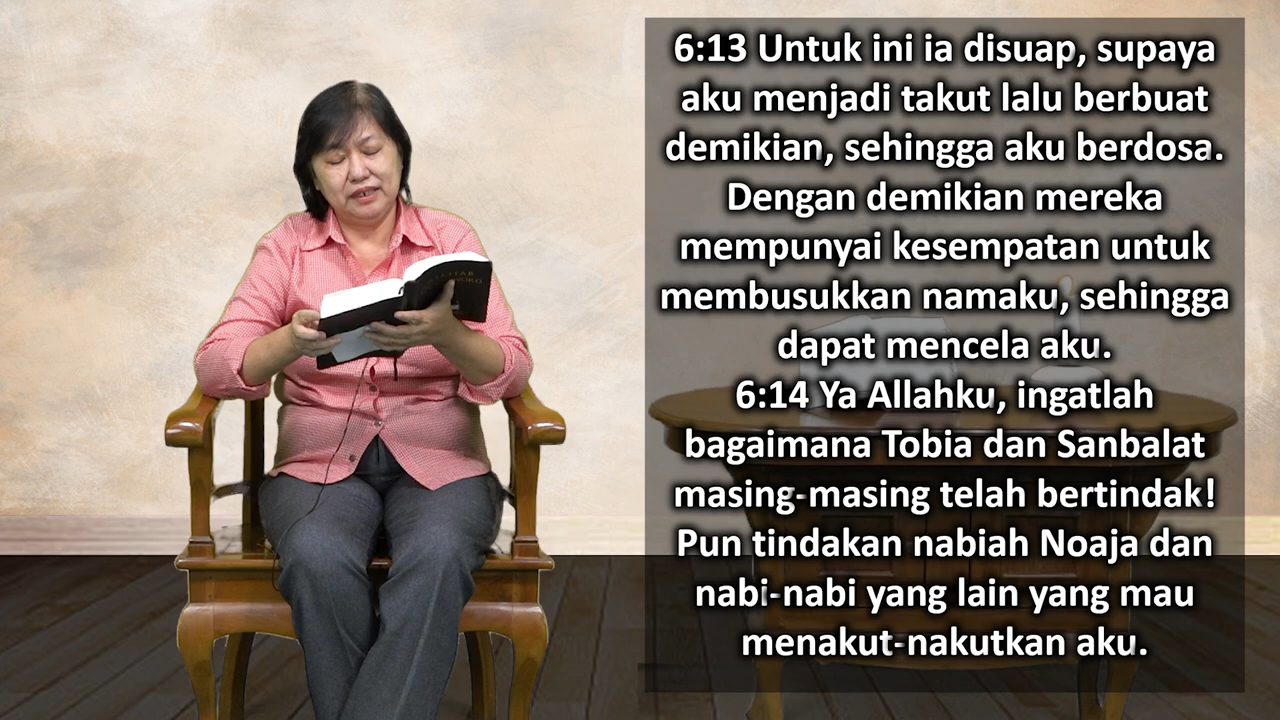 6:13 Untuk ini ia disuap, supaya
aku menjadi takut lalu berbuat
demikian, sehingga aku berdosa.
Dengan demikian mereka
mempunyai kesempatan untuk
membusukkan namaku, sehingga
dapat mencela aku.
6:14 Ya Allahku, ingatlah
bagaimana Tobia dan Sanbalat
masing-masing telah bertindak!
Pun tindakan nabiah Noaja dan
nabi-nabi yang lain yang mau
menakut-nakutkan aku.